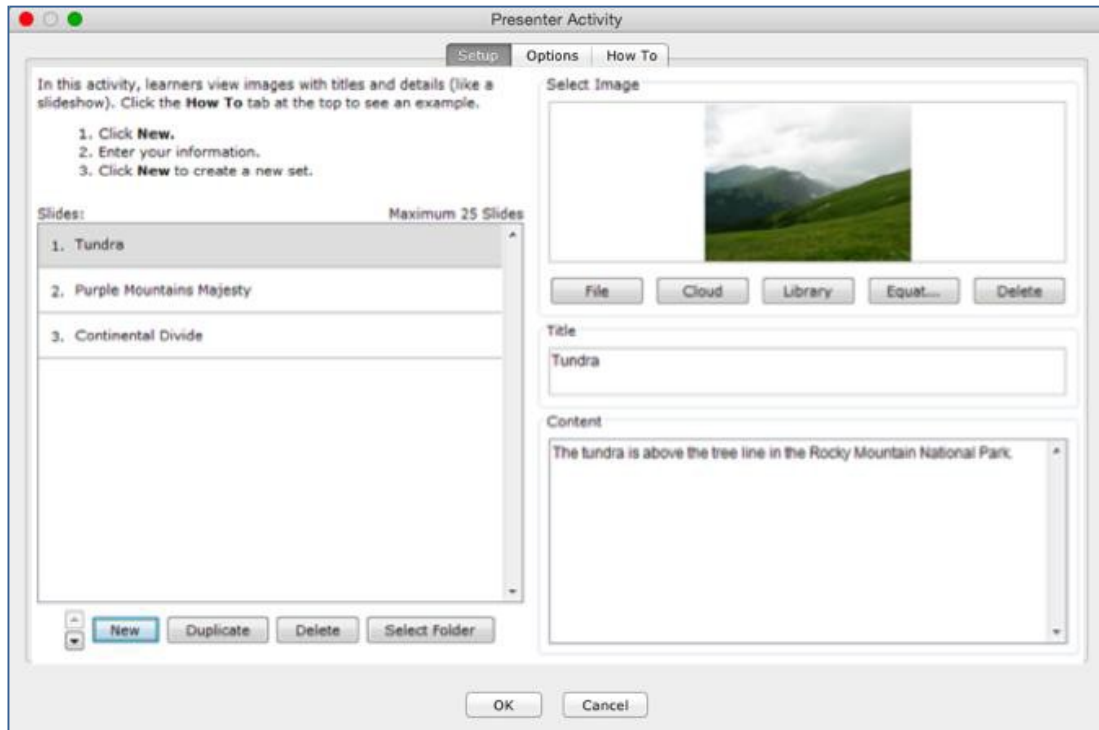 Presenter Activity
Setup
Options
How To
In this activity, learners view images with titles and details (like a
slideshow). Click the How To tab at the top to see an example.
1. Click New.
2. Enter your information.
3. Click New to create a new set.
Slides:
Maximum 25 Slides
1. Tundra
2. Purple Mountains Majesty
3. Continental Divide
New
Duplicate
Delete
Select Folder
Select Image
File
Cloud
Library
Equat...
Delete
Title
Tundra
Content
The tundra is above the tree line in the Rocky Mountain National Park.
OK
Cancel